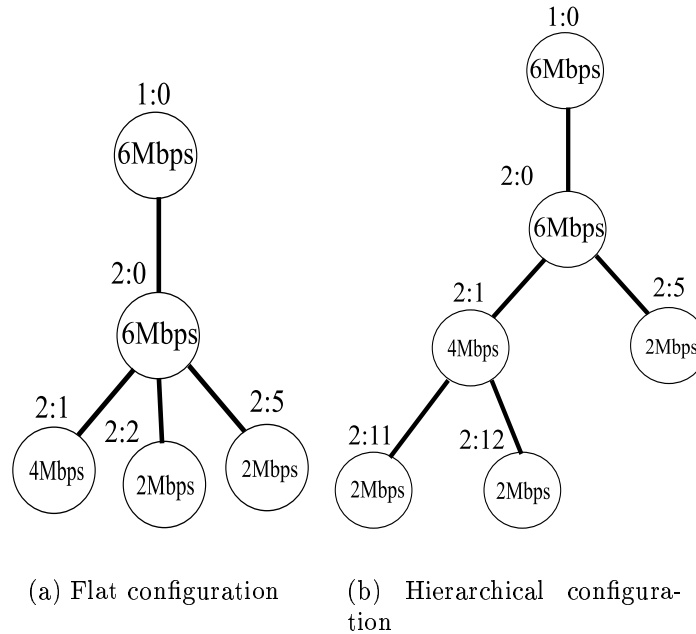 1:0
6Mbps
2:0
6Mbps
2:1
2:2
2:5
4Mbps
2Mbps
2Mbps
(a) Flat configuration
1:0
6Mbps
2:0
6Mbps
2:1
2:5
4Mbps
2Mbps
2:11
2:12
2Mbps
2Mbps
(b) Hierarchical configura-
tion